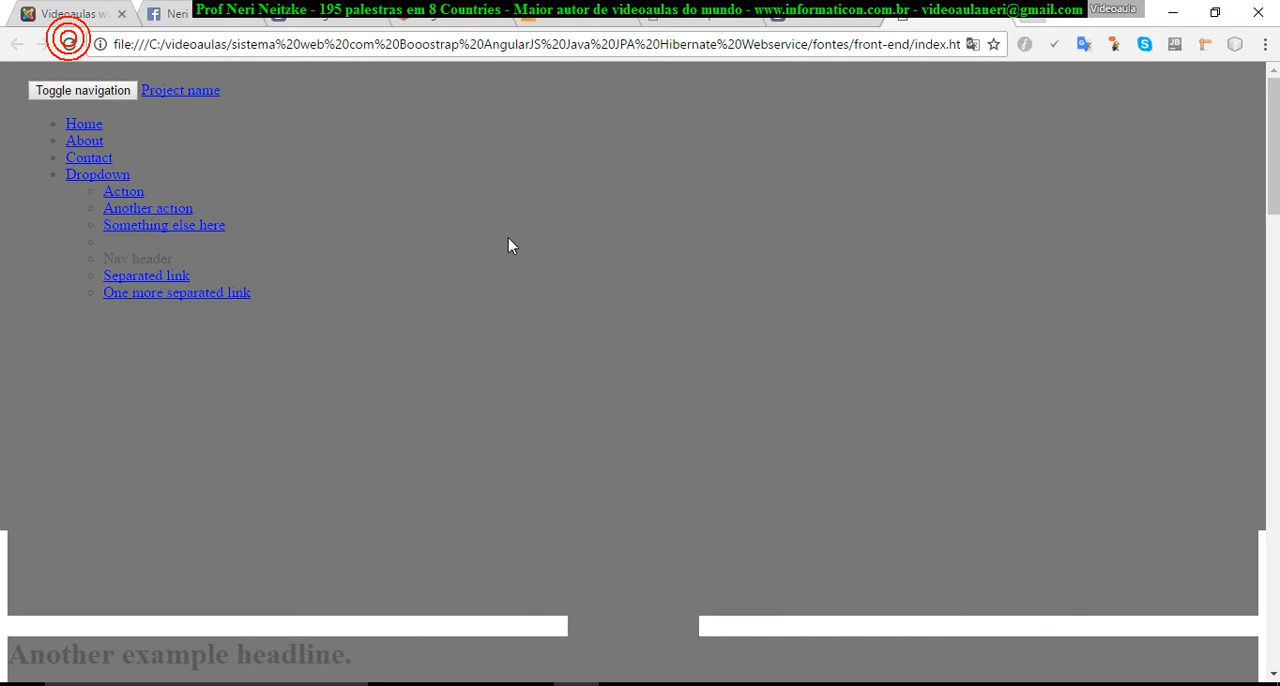 Prof Neri Neitzke - 195 palestras em 8 Countries - Maior autor de videoaulas do mundo - www.informaticon.com.br - videoaulaneri@gmail.com
Videoaula
Videoaulas w
Neri
file:///C:/videoaulas/sistema%20web%20com%20Booostrap%20AngularJS%20Java%20JPA%20Hibernate%20Webservice/fontes/front-end/index.ht
Toggle navigation Project name
Home
About
Contact
Dropdown
Action
Another action
Something else here
Nav header
Separated link
One more separated link
Another example headline.